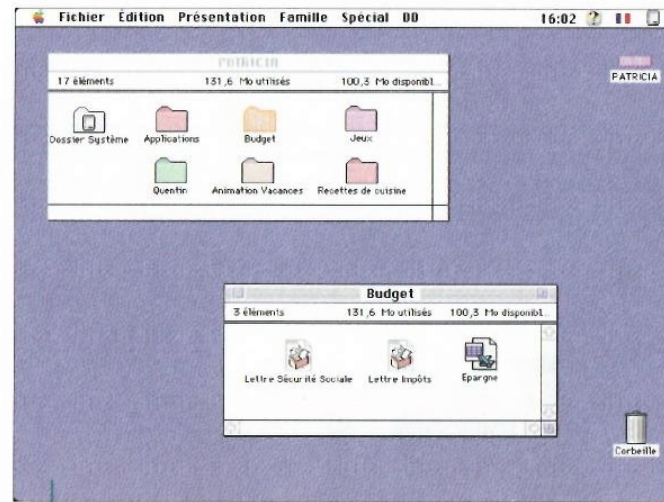 Fichier Édition Présentation Famille Spécial DO 16:02
PATRICIA
17 éléments 131,6 Mo utilisés 100,3 Mo disponibl...
PATRICIA
Dossier Système Applications Budget Jeux
Quentin Animation Vacances Recettes de cuisine
Budget
3 éléments 131,6 Mo utilisés 100,3 Mo disponibl...
Lettre Sécurité Sociale Lettre Impôts Epargne
Corbeille